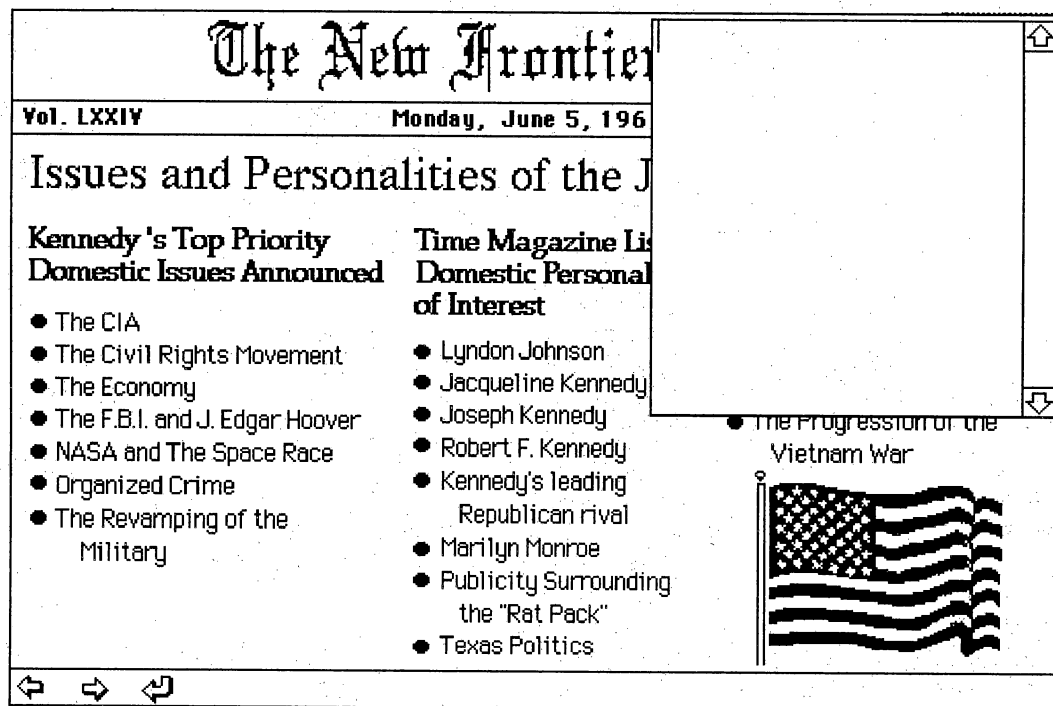 The New Frontier
Vol. LXXIV Monday, June 5, 196
Issues and Personalities of the J
Kennedy 's Top Priority
Domestic Issues Announced
● The CIA
● The Civil Rights Movement
● The Economy
● The F.B.I. and J. Edgar Hoover
● NASA and The Space Race
● Organized Crime
● The Revamping of the
Military
Time Magazine Lis
Domestic Personal
of Interest
● Lyndon Johnson
● Jacqueline Kennedy
● Joseph Kennedy
● Robert F. Kennedy
● Kennedy's leading
Republican rival
● Marilyn Monroe
● Publicity Surrounding
the "Rat Pack"
● Texas Politics
● The Progression of the
Vietnam War